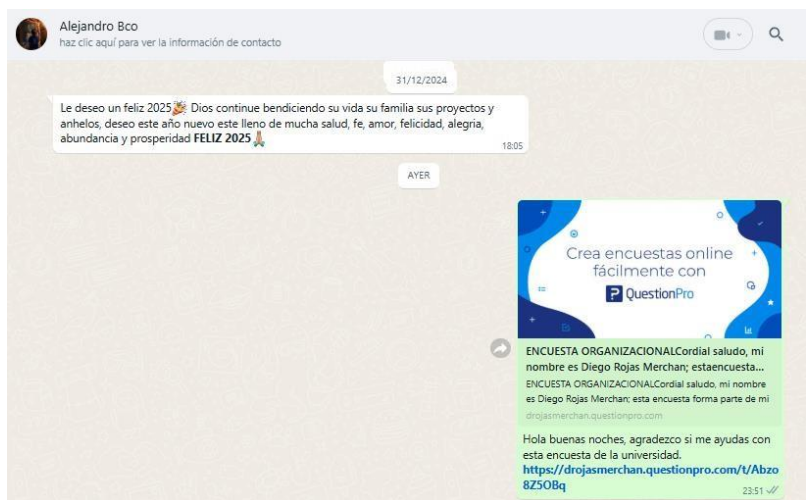 Alejandro Bco
haz clic aquí para ver la información de contacto
31/12/2024
Le deseo un feliz 2025🎉 Dios continue bendiciendo su vida su familia sus proyectos y
anhelos, deseo este año nuevo este lleno de mucha salud, fe, amor, felicidad, alegria,
abundancia y prosperidad FELIZ 2025🙏🏼
18:05
AYER
Crea encuestas online
fácilmente con
QuestionPro
ENCUESTA ORGANIZACIONALCordial saludo, mi
nombre es Diego Rojas Merchan; estaencuesta...
ENCUESTA ORGANIZACIONALCordial saludo, mi nombre
es Diego Rojas Merchan; esta encuesta forma parte de mi
drojasmerchan.questionpro.com
Hola buenas noches, agradezco si me ayudas con
esta encuesta de la universidad.
https://drojasmerchan.questionpro.com/t/Abzo
8Z5OBq
23:51